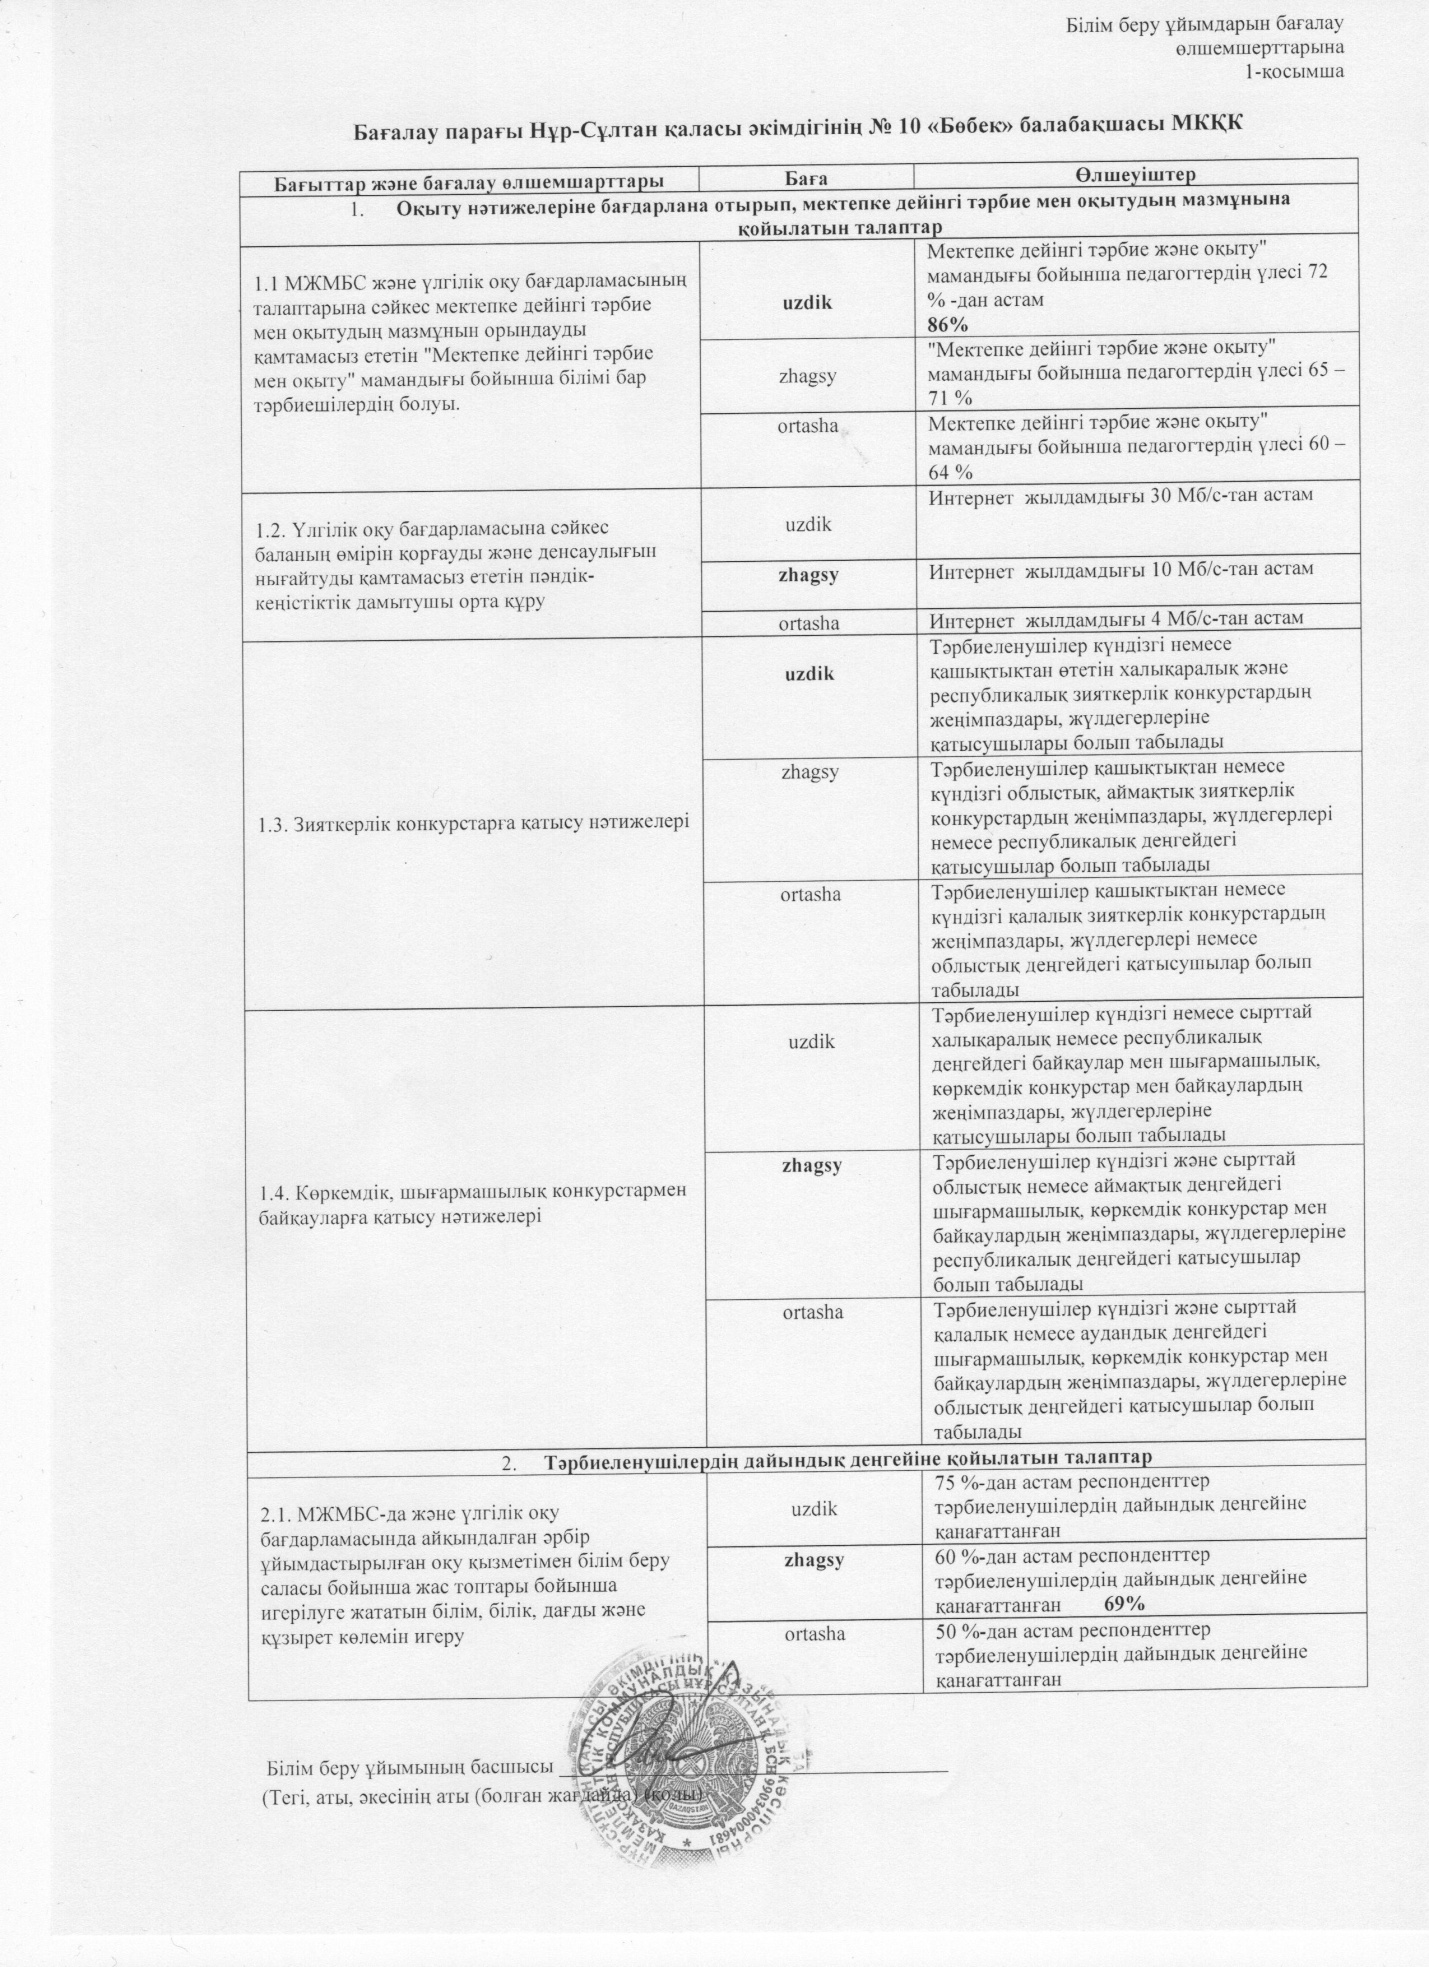 Білім беру ұйымдарын бағалау
өлшемшерттарына
1-қосымша
Бағалау парағы Нұр-Сұлтан қаласы әкімдігінің № 10 «Бөбек» балабақшасы МКҚК
Бағыттар және бағалау өлшемшарттары
Баға
Өлшеуіштер
1. Оқыту нәтижелеріне бағдарлана отырып, мектепке дейінгі тәрбие мен оқытудың мазмұнына
қойылатын талаптар
1.1 МЖМБС және үлгілік оқу бағдарламасының
талаптарына сәйкес мектепке дейінгі тәрбие
мен оқытудың мазмұнын орындауды
қамтамасыз ететін "Мектепке дейінгі тәрбие
мен оқыту" мамандығы бойынша білімі бар
тәрбиешілердің болуы.
uzdik
Мектепке дейінгі тәрбие және оқыту"
мамандығы бойынша педагогтердің үлесі 72
% -дан астам
86%
zhagsy
"Мектепке дейінгі тәрбие және оқыту"
мамандығы бойынша педагогтердің үлесі 65 –
71 %
ortasha
Мектепке дейінгі тәрбие және оқыту"
мамандығы бойынша педагогтердің үлесі 60 –
64 %
1.2. Үлгілік оқу бағдарламасына сәйкес
баланың өмірін қорғауды және денсаулығын
нығайтуды қамтамасыз ететін пәндік-
кеңістіктік дамытушы орта құру
uzdik
Интернет жылдамдығы 30 Мб/с-тан астам
zhagsy
Интернет жылдамдығы 10 Мб/с-тан астам
ortasha
Интернет жылдамдығы 4 Мб/с-тан астам
1.3. Зияткерлік конкурстарға қатысу нәтижелері
uzdik
Тәрбиеленушілер күндізгі немесе
қашықтықтан өтетін халықаралық және
республикалық зияткерлік конкурстардың
жеңімпаздары, жүлдегерлеріне
қатысушылары болып табылады
zhagsy
Тәрбиеленушілер қашықтықтан немесе
күндізгі облыстық, аймақтық зияткерлік
конкурстардың жеңімпаздары, жүлдегерлері
немесе республикалық деңгейдегі
қатысушылар болып табылады
ortasha
Тәрбиеленушілер қашықтықтан немесе
күндізгі қалалық зияткерлік конкурстардың
жеңімпаздары, жүлдегерлері немесе
облыстық деңгейдегі қатысушылар болып
табылады
1.4. Көркемдік, шығармашылық конкурстармен
байқауларға қатысу нәтижелері
uzdik
Тәрбиеленушілер күндізгі немесе сырттай
халықаралық немесе республикалық
деңгейдегі байқаулар мен шығармашылық,
көркемдік конкурстар мен байқаулардың
жеңімпаздары, жүлдегерлеріне
қатысушылары болып табылады
zhagsy
Тәрбиеленушілер күндізгі және сырттай
облыстық немесе аймақтық деңгейдегі
шығармашылық, көркемдік конкурстар мен
байқаулардың жеңімпаздары, жүлдегерлеріне
республикалық деңгейдегі қатысушылар
болып табылады
ortasha
Тәрбиеленушілер күндізгі және сырттай
қалалық немесе аудандық деңгейдегі
шығармашылық, көркемдік конкурстар мен
байқаулардың жеңімпаздары, жүлдегерлеріне
облыстық деңгейдегі қатысушылар болып
табылады
2. Тәрбиеленушілердің дайындық деңгейіне қойылатын талаптар
2.1. МЖМБС-да және үлгілік оқу
бағдарламасында айқындалған әрбір
ұйымдастырылған оқу қызметімен білім беру
саласы бойынша жас топтары бойынша
игерілуге жататын білім, білік, дағды және
құзырет көлемін игеру
uzdik
75 %-дан астам респонденттер
тәрбиеленушілердің дайындық деңгейіне
қанағаттанған
zhagsy
60 %-дан астам респонденттер
тәрбиеленушілердің дайындық деңгейіне
қанағаттанған 69%
ortasha
50 %-дан астам респонденттер
тәрбиеленушілердің дайындық деңгейіне
қанағаттанған
Білім беру ұйымының басшысы
(Тегі, аты, әкесінің аты (болған жағдайда) (қолы)
БСН 990340004681
QAZAQSTAN